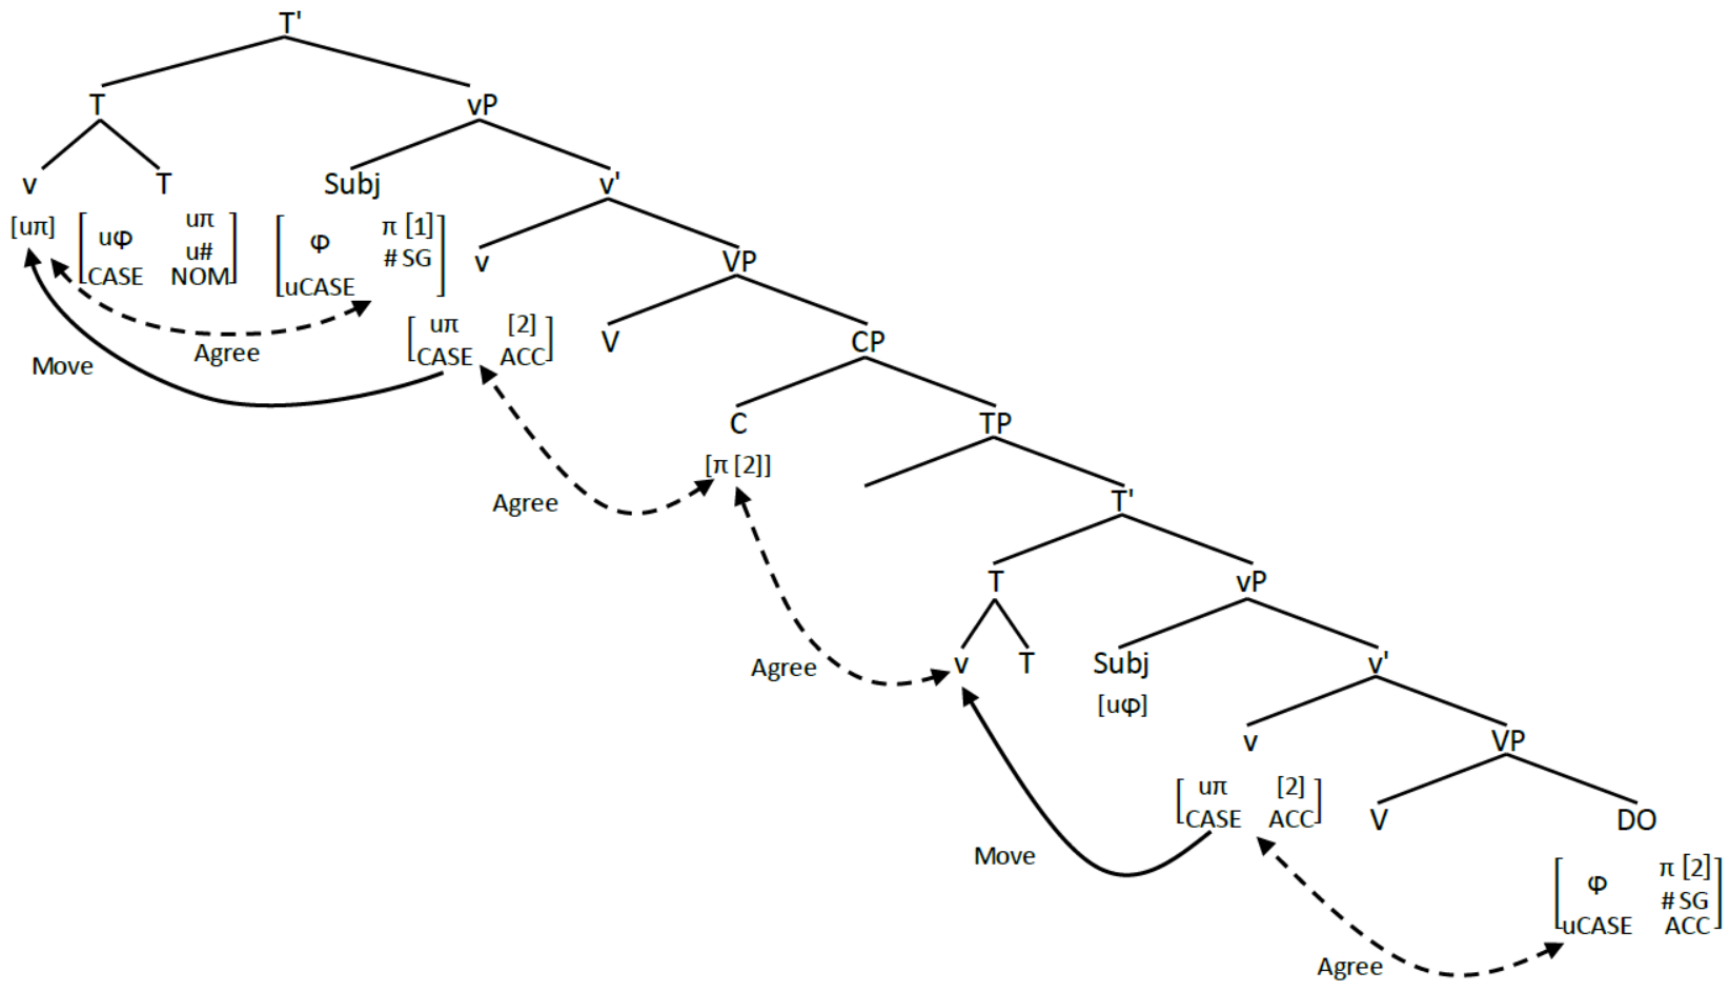 T'
T vP
v T Subj v'
[uπ] [uφ uπ [φ π [1]
u# # SG v VP
CASE NOM] uCASE ]
[uπ [2] V CP
Agree CASE ACC]
Move
C TP
[π [2]]
Agree T'
T vP
Agree v T Subj v'
[uφ]
v VP
[uπ [2]
CASE ACC] V DO
Move
[φ π [2]
# SG
uCASE ACC]
Agree